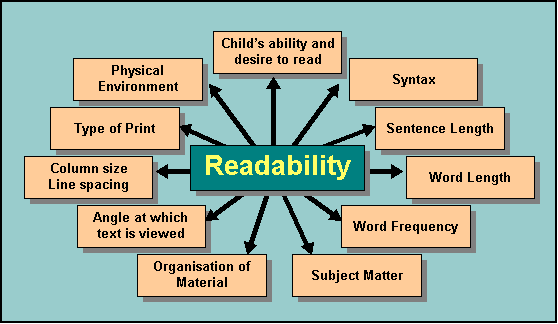 Child's ability and
desire to read
Physical
Environment
Syntax
Type of Print
Sentence Length
Readability
Column size
Line spacing
Word Length
Angle at which
text is viewed
Word Frequency
Organisation of
Material
Subject Matter